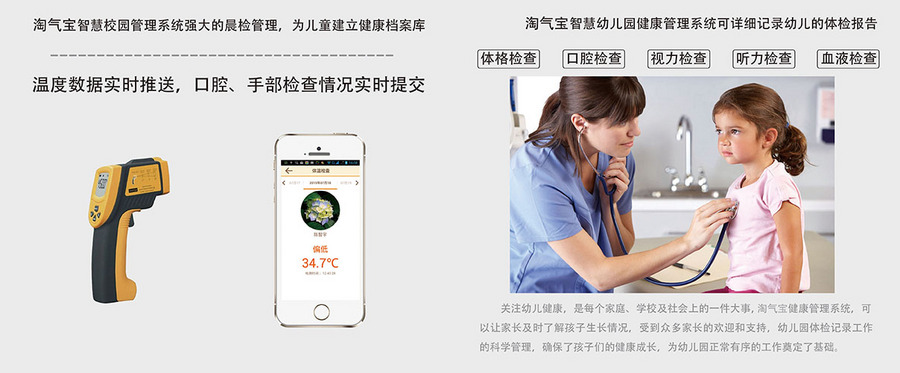 淘气宝智慧校园管理系统强大的晨检管理，为儿童建立健康档案库
温度数据实时推送，口腔、手部检查情况实时提交
体温检查
偏低
34.7℃
淘气宝智慧幼儿园健康管理系统可详细记录幼儿的体检报告
体格检查 口腔检查 视力检查 听力检查 血液检查
关注幼儿健康，是每个家庭、学校及社会上的一件大事，淘气宝健康管理系统，可
以让家长及时了解孩子生长情况，受到众多家长的欢迎和支持，幼儿园体检记录工作
的科学管理，确保了孩子们的健康成长，为幼儿园正常有序的工作奠定了基础。